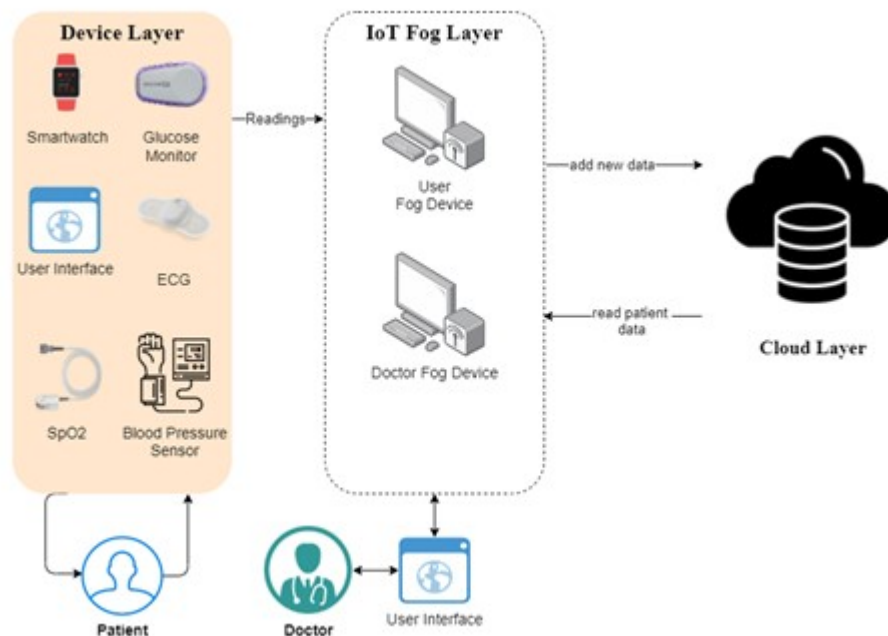 Device Layer
Smartwatch
Glucose
Monitor
User Interface
ECG
SpO2
Blood Pressure
Sensor
Readings
IoT Fog Layer
User
Fog Device
Doctor Fog Device
add new data
read patient
data
Cloud Layer
Patient
Doctor
User Interface